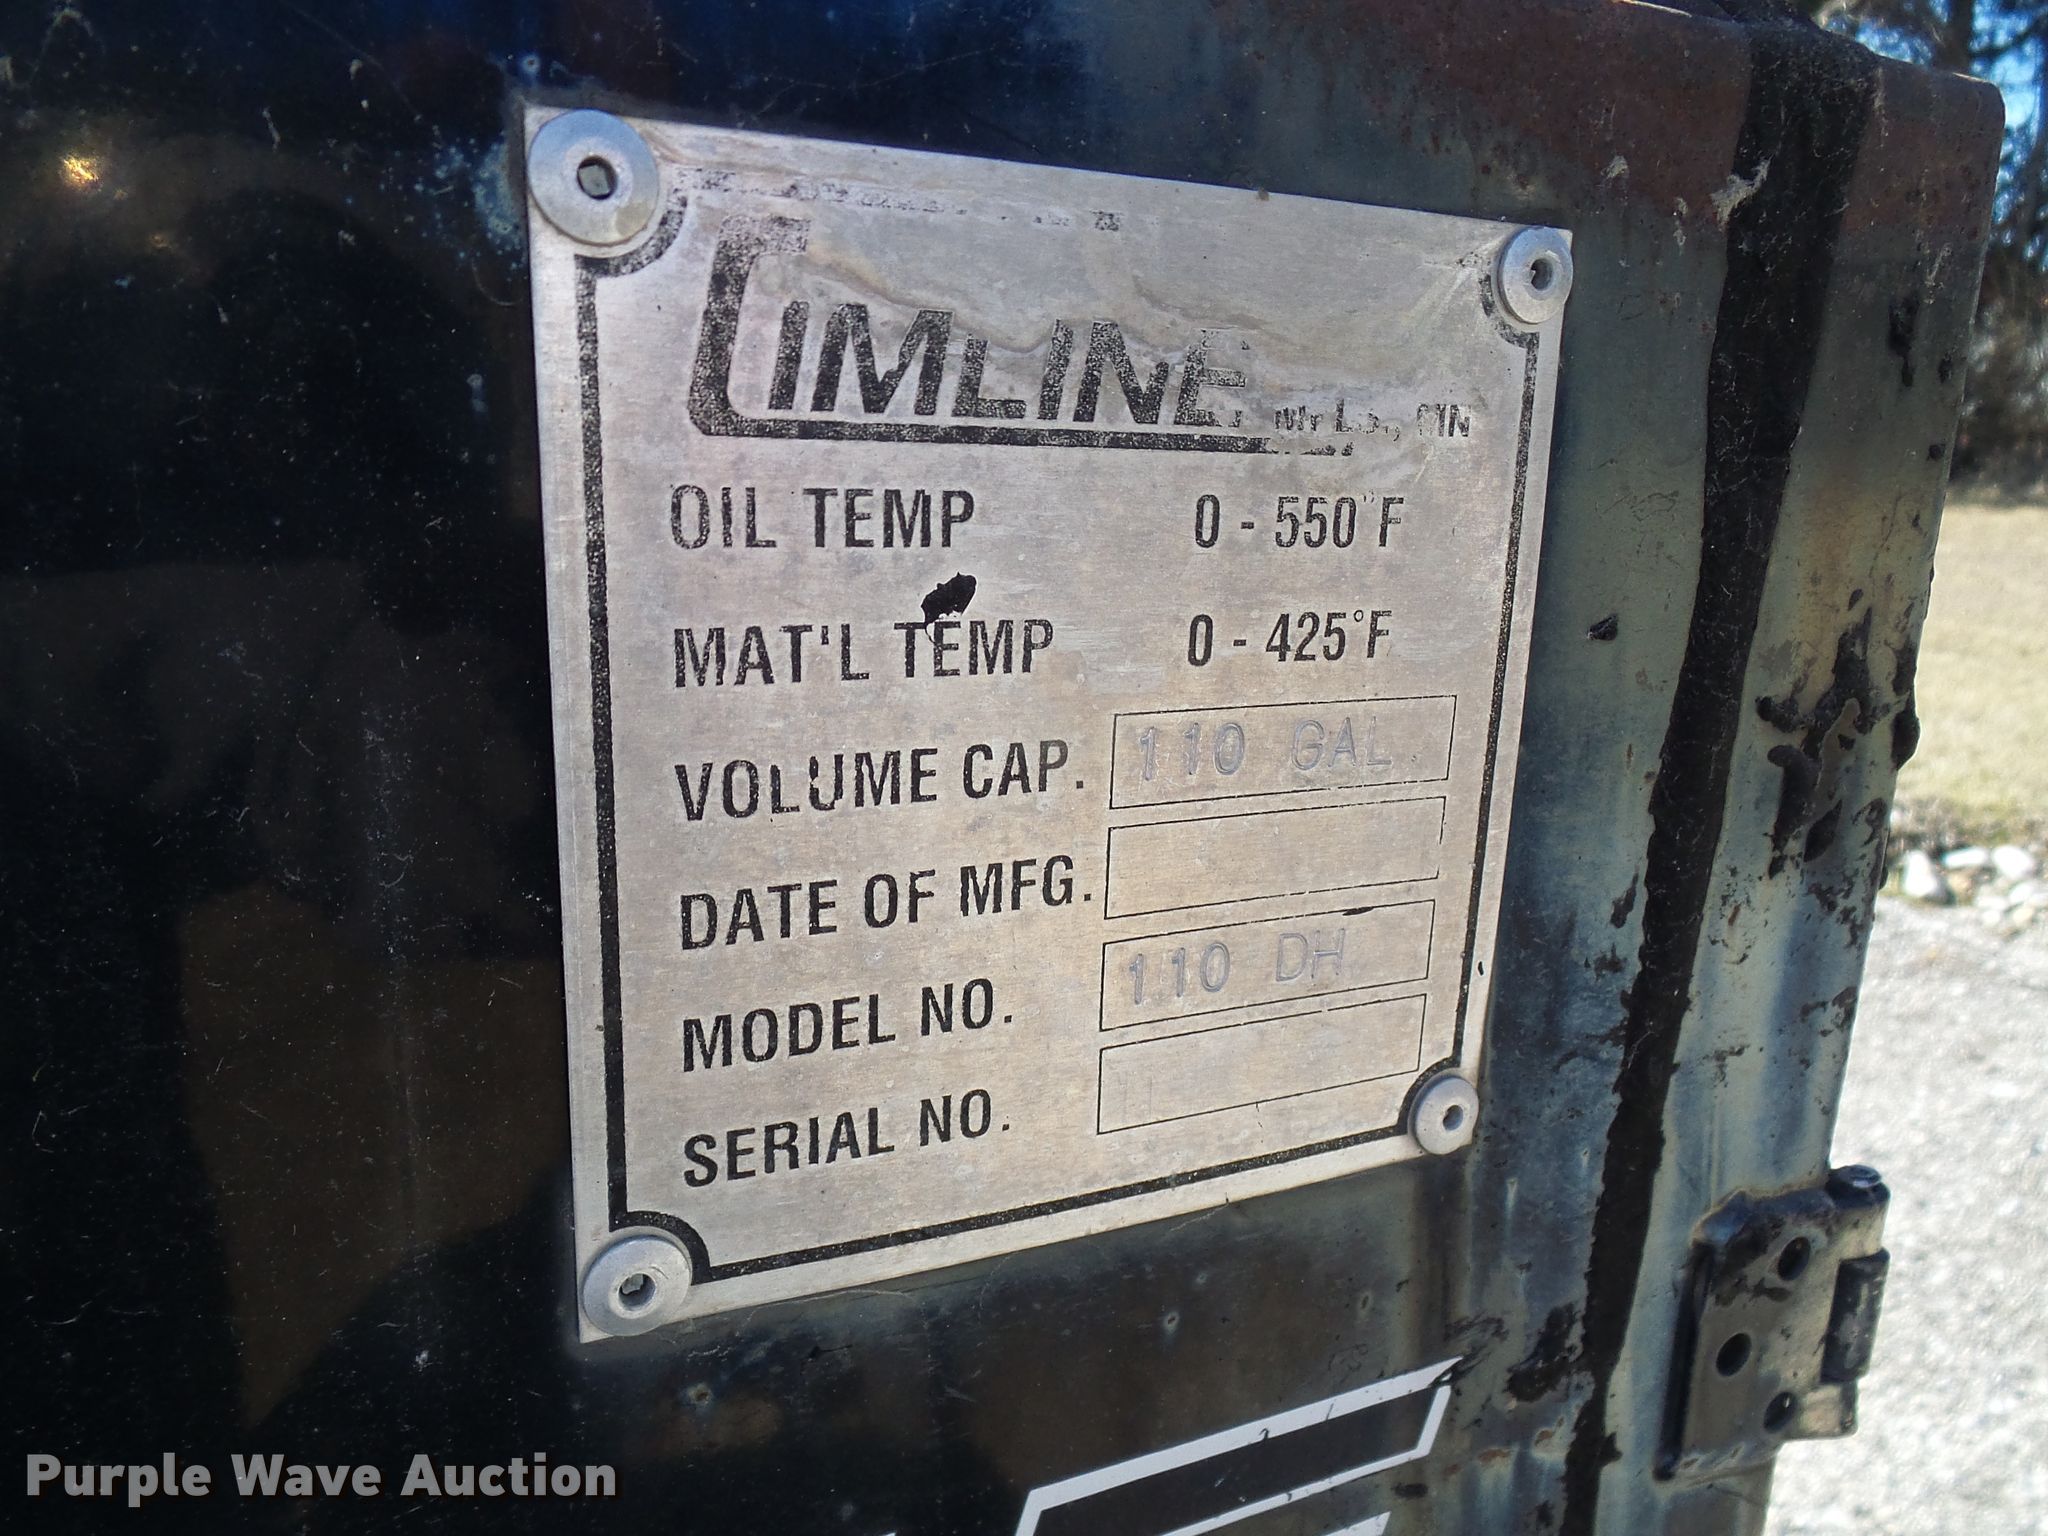 CIMLINE
OIL TEMP 0 - 550°F
MAT'L TEMP 0 - 425°F
VOLUME CAP. 110 GAL.
DATE OF MFG.
MODEL NO. 110 DH
SERIAL NO.
Purple Wave Auction